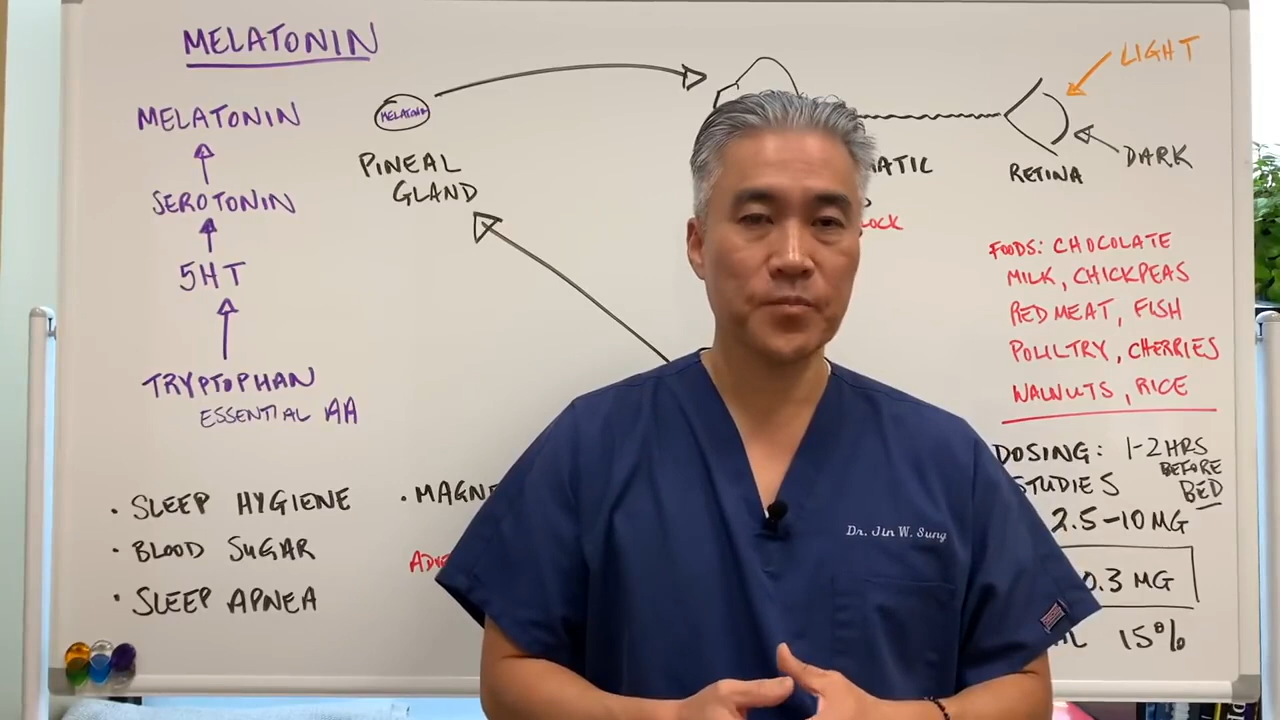 MELATONIN
MELATONIN
SEROTONIN
5HT
TRYPTOPHAN
ESSENTIAL AA
MELATONIN
PINEAL
GLAND
LIGHT
DARK
RETINA
FOODS: CHOCOLATE
MILK, CHICKPEAS
RED MEAT, FISH
POULTRY, CHERRIES
WALNUTS, RICE
DOSING: 1-2 HRS
BEFORE
BED
STUDIES
2.5-10 MG
0.3 MG
15%
• SLEEP HYGIENE
• BLOOD SUGAR
• SLEEP APNEA
Dr. Jin W. Sung